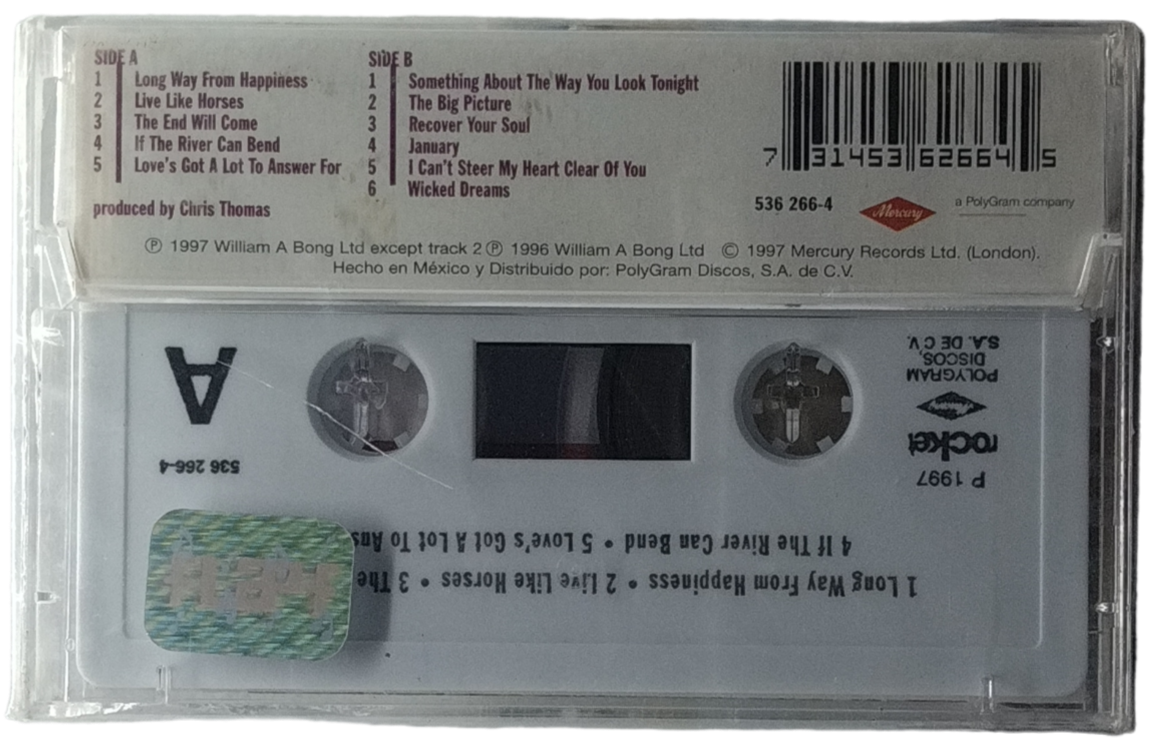 SIDE A
1 Long Way From Happiness
2 Live Like Horses
3 The End Will Come
4 If The River Can Bend
5 Love's Got A Lot To Answer For
produced by Chris Thomas
SIDE B
1 Something About The Way You Look Tonight
2 The Big Picture
3 Recover Your Soul
4 January
5 I Can't Steer My Heart Clear Of You
6 Wicked Dreams
7 31453 62664 5
536 266-4
Mercury
a PolyGram company
℗ 1997 William A Bong Ltd except track 2 ℗ 1996 William A Bong Ltd © 1997 Mercury Records Ltd. (London).
Hecho en México y Distribuido por: PolyGram Discos, S.A. de C.V.
1 Long Way From Happiness • 2 Live Like Horses • 3 The
4 If The River Can Bend • 5 Love's Got A Lot To Ans
P 1997
rocket
Mercury
POLYGRAM
DISCOS,
S.A. DE C.V.
536 266-4
A